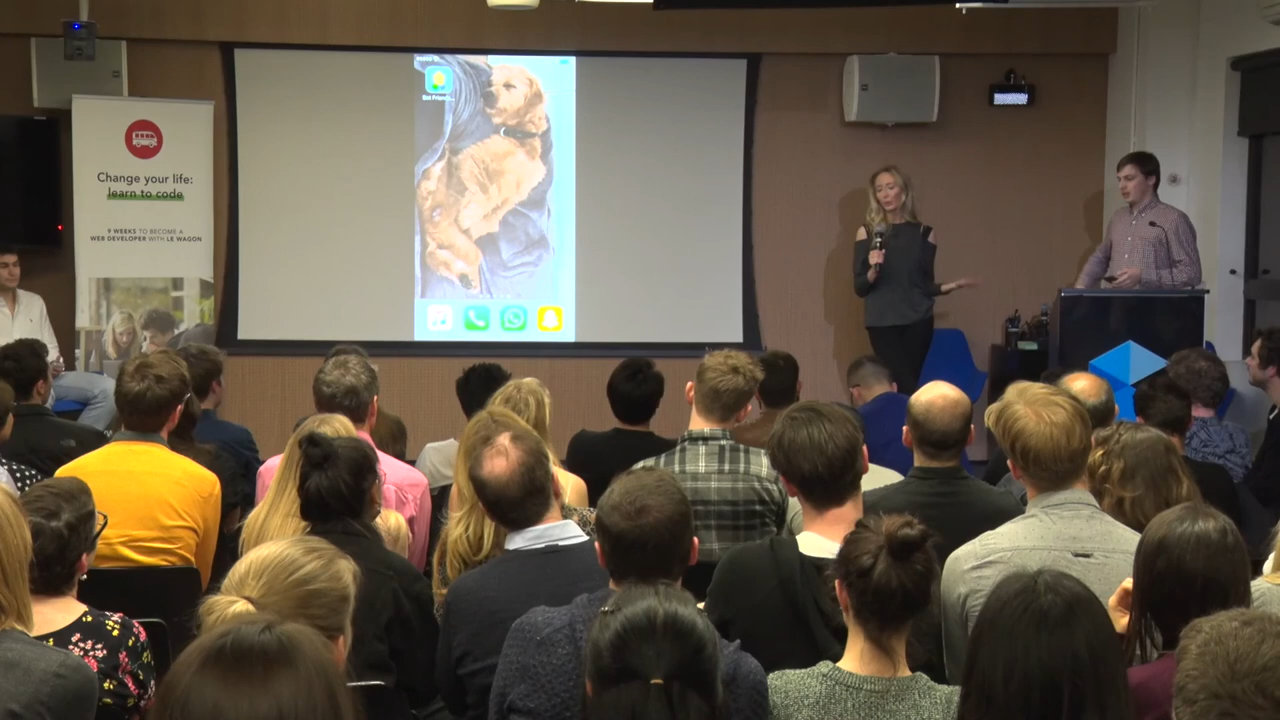 Change your life:
learn to code
9 WEEKS TO BECOME A
WEB DEVELOPER WITH LE WAGON